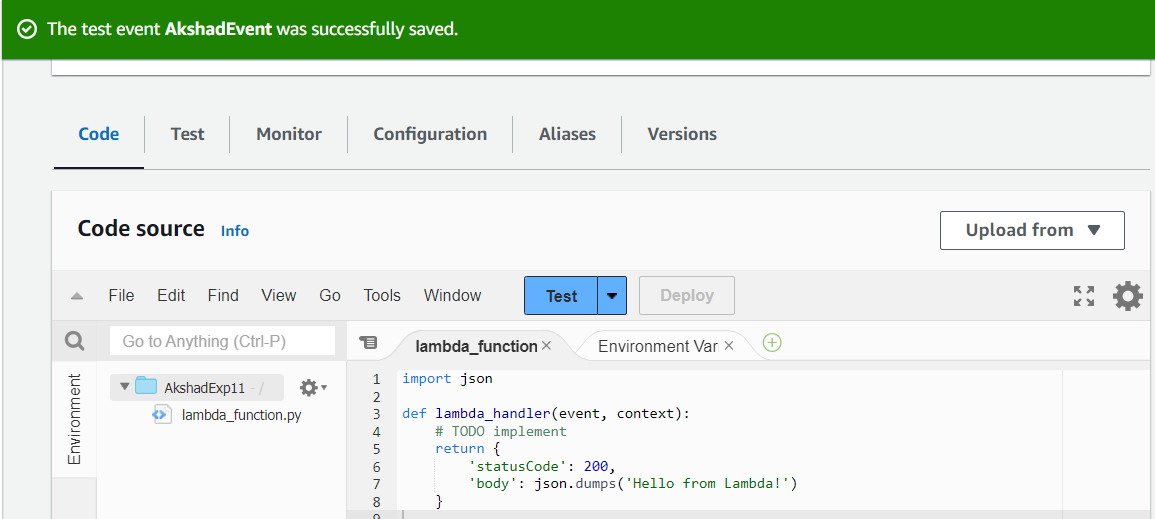 The test event AkshadEvent was successfully saved.
Code Test Monitor Configuration Aliases Versions
Code source Info
Upload from
File Edit Find View Go Tools Window Test Deploy
Go to Anything (Ctrl-P)
lambda_function Environment Var
Environment
AkshadExp11 - /
lambda_function.py
1 import json
2
3 def lambda_handler(event, context):
4 # TODO implement
5 return {
6 'statusCode': 200,
7 'body': json.dumps('Hello from Lambda!')
8 }
9